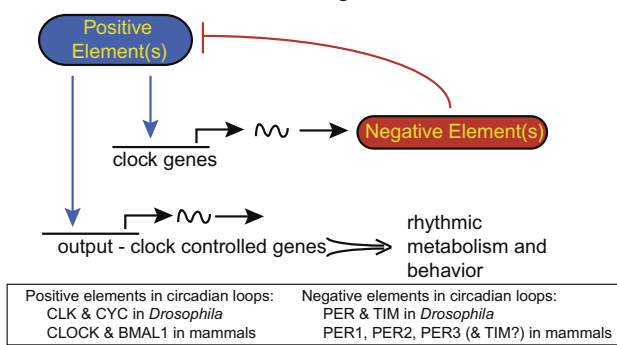 Positive
Element(s)
clock genes
Negative Element(s)
output - clock controlled genes
rhythmic
metabolism and
behavior
Positive elements in circadian loops:
CLK & CYC in Drosophila
CLOCK & BMAL1 in mammals
Negative elements in circadian loops:
PER & TIM in Drosophila
PER1, PER2, PER3 (& TIM?) in mammals